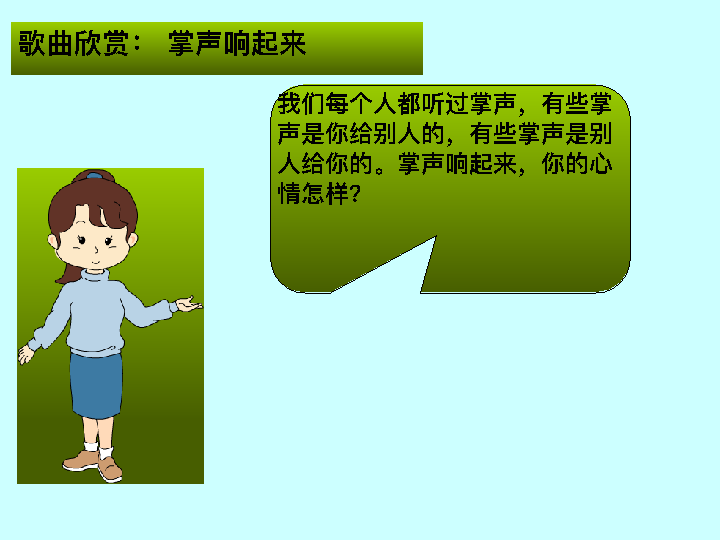 歌曲欣赏： 掌声响起来
我们每个人都听过掌声，有些掌
声是你给别人的，有些掌声是别
人给你的。掌声响起来，你的心
情怎样？